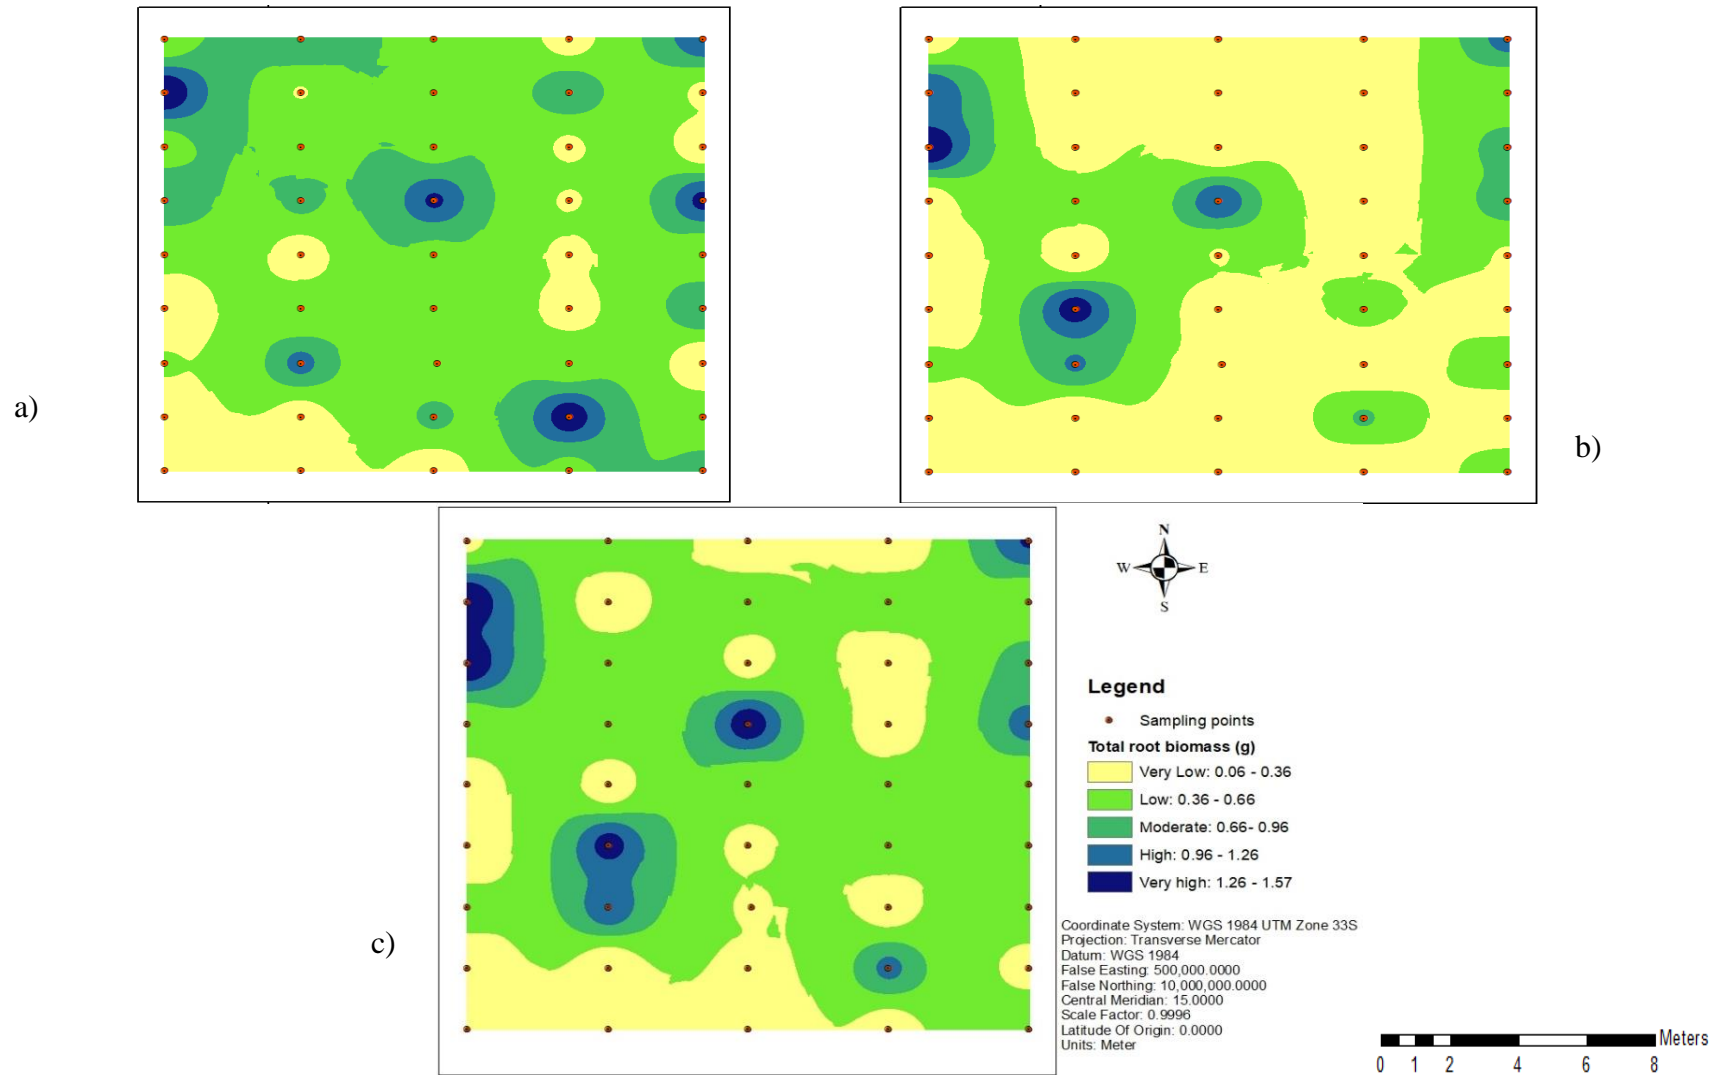 a)
b)
c)
N
W E
S
Legend
Sampling points
Total root biomass (g)
Very Low: 0.06 - 0.36
Low: 0.36 - 0.66
Moderate: 0.66- 0.96
High: 0.96 - 1.26
Very high: 1.26 - 1.57
Coordinate System: WGS 1984 UTM Zone 33S
Projection: Transverse Mercator
Datum: WGS 1984
False Easting: 500,000.0000
False Northing: 10,000,000.0000
Central Meridian: 15.0000
Scale Factor: 0.9996
Latitude Of Origin: 0.0000
Units: Meter
Meters
0 1 2 4 6 8